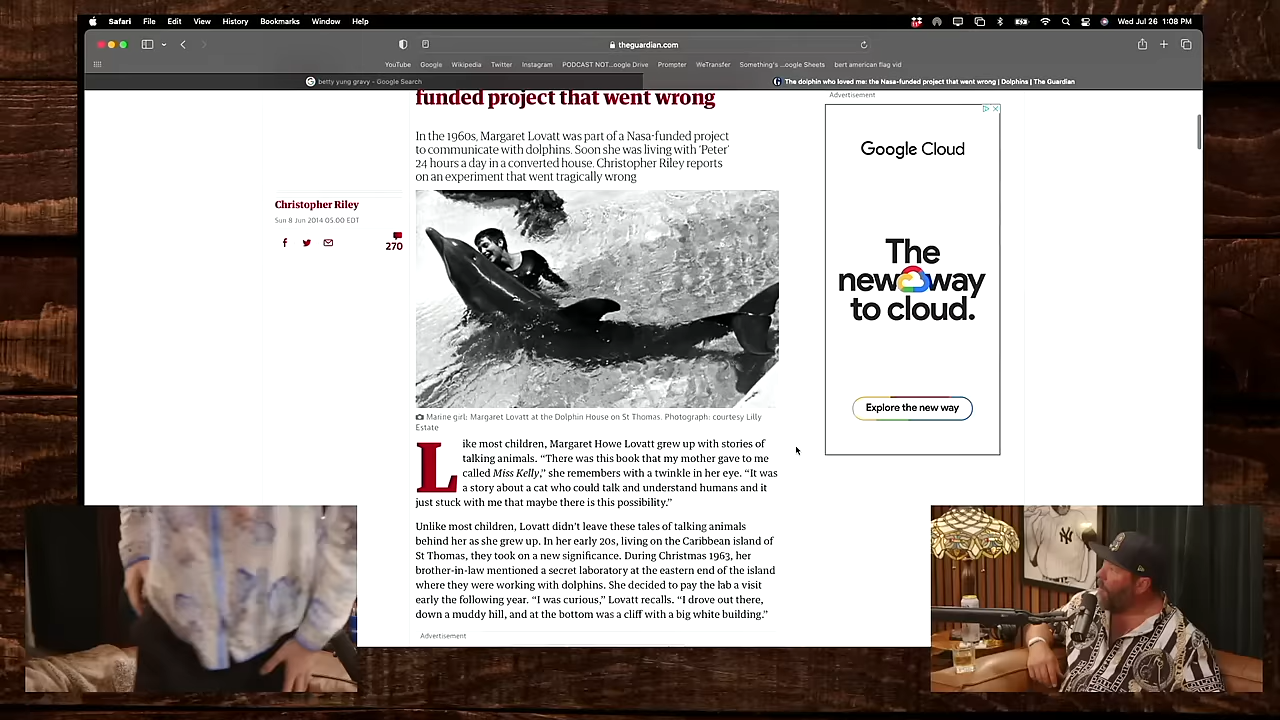 Safari File Edit View History Bookmarks Window Help
Wed Jul 26 1:08 PM
theguardian.com
YouTube Google Wikipedia Twitter Instagram PODCAST NOT...oogle Drive Prompter WeTransfer Something's ...oogle Sheets bert american flag vid
betty yung gravy - Google Search
The dolphin who loved me: the Nasa-funded project that went wrong | Dolphins | The Guardian
funded project that went wrong
In the 1960s, Margaret Lovatt was part of a Nasa-funded project
to communicate with dolphins. Soon she was living with 'Peter'
24 hours a day in a converted house. Christopher Riley reports
on an experiment that went tragically wrong
Christopher Riley
Sun 8 Jun 2014 05.00 EDT
270
Marine girl: Margaret Lovatt at the Dolphin House on St Thomas. Photograph: courtesy Lilly
Estate
Like most children, Margaret Howe Lovatt grew up with stories of
talking animals. “There was this book that my mother gave to me
called Miss Kelly,” she remembers with a twinkle in her eye. “It was
a story about a cat who could talk and understand humans and it
just stuck with me that maybe there is this possibility.”
Unlike most children, Lovatt didn’t leave these tales of talking animals
behind her as she grew up. In her early 20s, living on the Caribbean island of
St Thomas, they took on a new significance. During Christmas 1963, her
brother-in-law mentioned a secret laboratory at the eastern end of the island
where they were working with dolphins. She decided to pay the lab a visit
early the following year. “I was curious,” Lovatt recalls. “I drove out there,
down a muddy hill, and at the bottom was a cliff with a big white building.”
Advertisement
Advertisement
Google Cloud
The
new way
to cloud.
Explore the new way